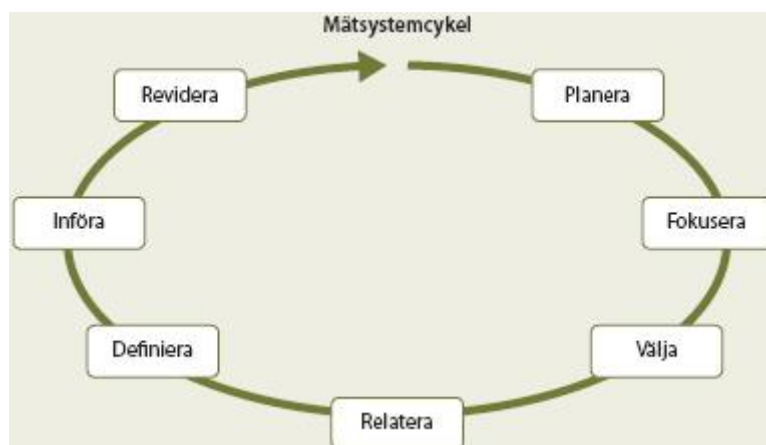 Mätsystemcykel
Planera
Fokusera
Välja
Relatera
Definiera
Införa
Revidera